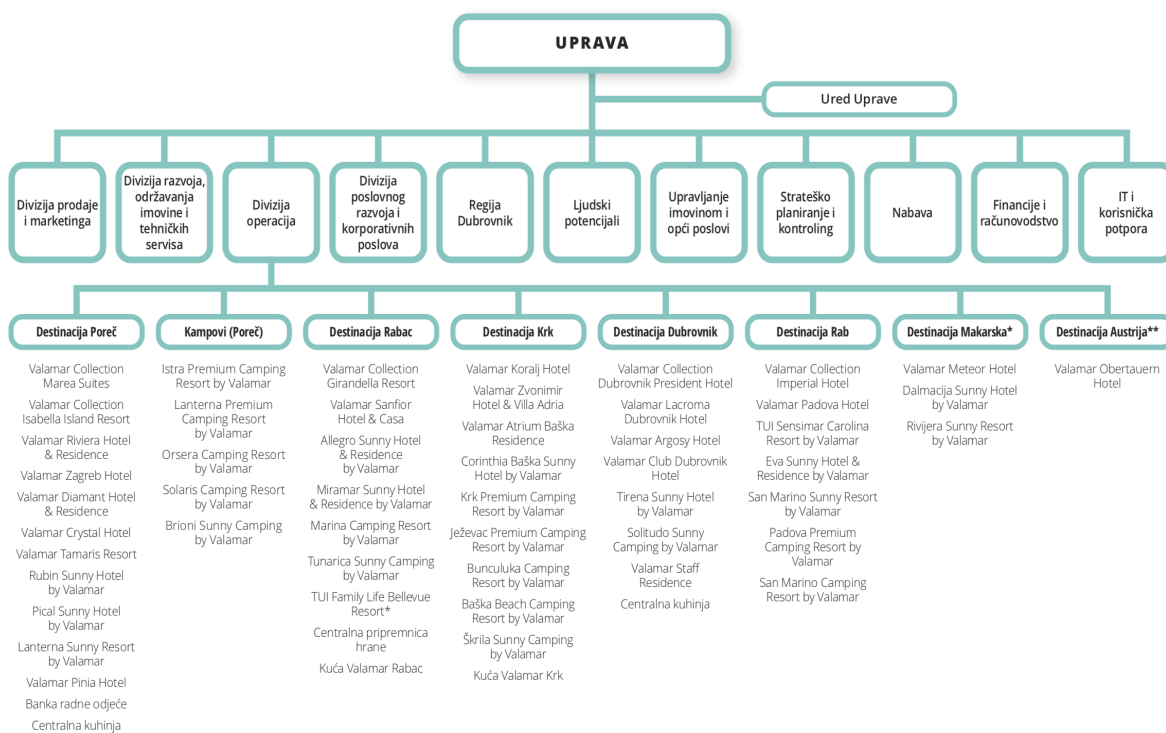 UPRAVA
Ured Uprave
Divizija prodaje
i marketinga
Divizija razvoja,
održavanja
imovine i
tehničkih
servisa
Divizija
operacija
Divizija
poslovnog
razvoja i
korporativnih
poslova
Regija
Dubrovnik
Ljudski
potencijali
Upravljanje
imovinom i
opći poslovi
Strateško
planiranje i
kontroling
Nabava
Financije i
računovodstvo
IT i
korisnička
potpora
Destinacija Poreč
Valamar Collection
Marea Suites
Valamar Collection
Isabella Island Resort
Valamar Riviera Hotel
& Residence
Valamar Zagreb Hotel
Valamar Diamant Hotel
& Residence
Valamar Crystal Hotel
Valamar Tamaris Resort
Rubin Sunny Hotel
by Valamar
Pical Sunny Hotel
by Valamar
Lanterna Sunny Resort
by Valamar
Valamar Pinia Hotel
Banka radne odjeće
Centralna kuhinja
Kampovi (Poreč)
Istra Premium Camping
Resort by Valamar
Lanterna Premium
Camping Resort
by Valamar
Orsera Camping Resort
by Valamar
Solaris Camping Resort
by Valamar
Brioni Sunny Camping
by Valamar
Destinacija Rabac
Valamar Collection
Girandella Resort
Valamar Sanfior
Hotel & Casa
Allegro Sunny Hotel
& Residence
by Valamar
Miramar Sunny Hotel
& Residence by Valamar
Marina Camping Resort
by Valamar
Tunarica Sunny Camping
by Valamar
TUI Family Life Bellevue
Resort*
Centralna pripremnica
hrane
Kuća Valamar Rabac
Destinacija Krk
Valamar Koralj Hotel
Valamar Zvonimir
Hotel & Villa Adria
Valamar Atrium Baška
Residence
Corinthia Baška Sunny
Hotel by Valamar
Krk Premium Camping
Resort by Valamar
Ježevac Premium Camping
Resort by Valamar
Bunculuka Camping
Resort by Valamar
Baška Beach Camping
Resort by Valamar
Škrila Sunny Camping
by Valamar
Kuća Valamar Krk
Destinacija Dubrovnik
Valamar Collection
Dubrovnik President Hotel
Valamar Lacroma
Dubrovnik Hotel
Valamar Argosy Hotel
Valamar Club Dubrovnik
Hotel
Tirena Sunny Hotel
by Valamar
Solitudo Sunny
Camping by Valamar
Valamar Staff
Residence
Centralna kuhinja
Destinacija Rab
Valamar Collection
Imperial Hotel
Valamar Padova Hotel
TUI Sensimar Carolina
Resort by Valamar
Eva Sunny Hotel &
Residence by Valamar
San Marino Sunny Resort
by Valamar
Padova Premium
Camping Resort by
Valamar
San Marino Camping
Resort by Valamar
Destinacija Makarska*
Valamar Meteor Hotel
Dalmacija Sunny Hotel
by Valamar
Rivijera Sunny Resort
by Valamar
Destinacija Austrija**
Valamar Obertauern
Hotel